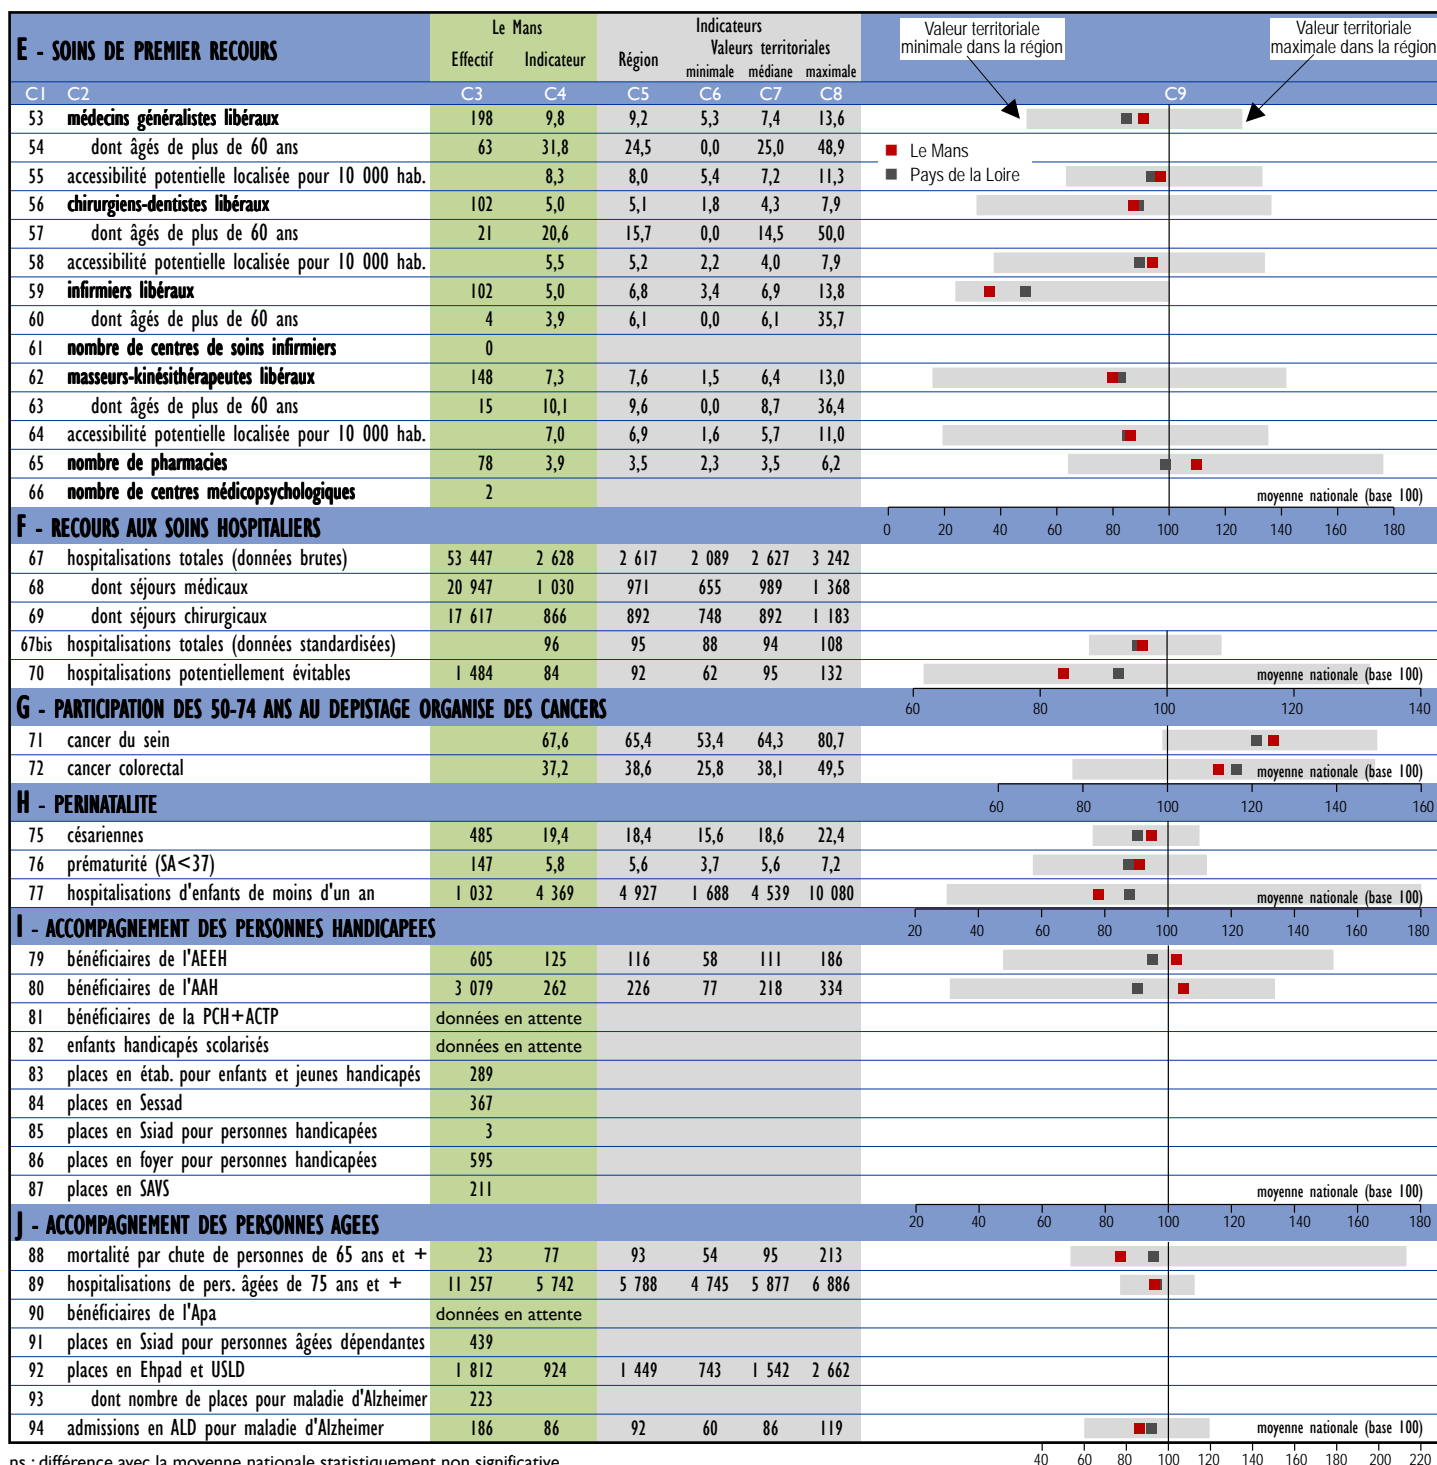 E - SOINS DE PREMIER RECOURS
Le Mans
Effectif Indicateur
Indicateurs
Région
Valeurs territoriales
minimale médiane maximale
Valeur territoriale
minimale dans la région
Valeur territoriale
maximale dans la région
C1 C2 C3 C4 C5 C6 C7 C8 C9
53 médecins généralistes libéraux 198 9,8 9,2 5,3 7,4 13,6
54 dont âgés de plus de 60 ans 63 31,8 24,5 0,0 25,0 48,9
Le Mans
55 accessibilité potentielle localisée pour 10 000 hab. 8,3 8,0 5,4 7,2 11,3
Pays de la Loire
56 chirurgiens-dentistes libéraux 102 5,0 5,1 1,8 4,3 7,9
57 dont âgés de plus de 60 ans 21 20,6 15,7 0,0 14,5 50,0
58 accessibilité potentielle localisée pour 10 000 hab. 5,5 5,2 2,2 4,0 7,9
59 infirmiers libéraux 102 5,0 6,8 3,4 6,9 13,8
60 dont âgés de plus de 60 ans 4 3,9 6,1 0,0 6,1 35,7
61 nombre de centres de soins infirmiers 0
62 masseurs-kinésithérapeutes libéraux 148 7,3 7,6 1,5 6,4 13,0
63 dont âgés de plus de 60 ans 15 10,1 9,6 0,0 8,7 36,4
64 accessibilité potentielle localisée pour 10 000 hab. 7,0 6,9 1,6 5,7 11,0
65 nombre de pharmacies 78 3,9 3,5 2,3 3,5 6,2
66 nombre de centres médicopsychologiques 2 moyenne nationale (base 100)
F - RECOURS AUX SOINS HOSPITALIERS 0 20 40 60 80 100 120 140 160 180
67 hospitalisations totales (données brutes) 53 447 2 628 2 617 2 089 2 627 3 242
68 dont séjours médicaux 20 947 1 030 971 655 989 1 368
69 dont séjours chirurgicaux 17 617 866 892 748 892 1 183
67bis hospitalisations totales (données standardisées) 96 95 88 94 108
70 hospitalisations potentiellement évitables 1 484 84 92 62 95 132 moyenne nationale (base 100)
G - PARTICIPATION DES 50-74 ANS AU DEPISTAGE ORGANISE DES CANCERS 60 80 100 120 140
71 cancer du sein 67,6 65,4 53,4 64,3 80,7
72 cancer colorectal 37,2 38,6 25,8 38,1 49,5 moyenne nationale (base 100)
H - PERINATALITE 60 80 100 120 140 160
75 césariennes 485 19,4 18,4 15,6 18,6 22,4
76 prématurité (SA<37) 147 5,8 5,6 3,7 5,6 7,2
77 hospitalisations d'enfants de moins d'un an 1 032 4 369 4 927 1 688 4 539 10 080 moyenne nationale (base 100)
I - ACCOMPAGNEMENT DES PERSONNES HANDICAPEES 20 40 60 80 100 120 140 160 180
79 bénéficiaires de l'AEEH 605 125 116 58 111 186
80 bénéficiaires de l'AAH 3 079 262 226 77 218 334
81 bénéficiaires de la PCH+ACTP données en attente
82 enfants handicapés scolarisés données en attente
83 places en étab. pour enfants et jeunes handicapés 289
84 places en Sessad 367
85 places en Ssiad pour personnes handicapées 3
86 places en foyer pour personnes handicapées 595
87 places en SAVS 211 moyenne nationale (base 100)
J - ACCOMPAGNEMENT DES PERSONNES AGEES 20 40 60 80 100 120 140 160 180
88 mortalité par chute de personnes de 65 ans et + 23 77 93 54 95 213
89 hospitalisations de pers. âgées de 75 ans et + 11 257 5 742 5 788 4 745 5 877 6 886
90 bénéficiaires de l'Apa données en attente
91 places en Ssiad pour personnes âgées dépendantes 439
92 places en Ehpad et USLD 1 812 924 1 449 743 1 542 2 662
93 dont nombre de places pour maladie d'Alzheimer 223
94 admissions en ALD pour maladie d'Alzheimer 186 86 92 60 86 119 moyenne nationale (base 100)
40 60 80 100 120 140 160 180 200 220
ns : différence avec la moyenne nationale statistiquement non significative